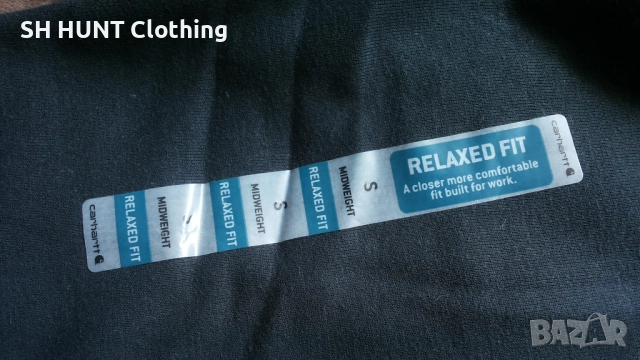 SH HUNT Clothing
carhartt
RELAXED FIT
MIDWEIGHT
S
RELAXED FIT
MIDWEIGHT
S
RELAXED FIT
MIDWEIGHT
S
RELAXED FIT
A closer more comfortable
fit built for work.
carhartt
BAZAR